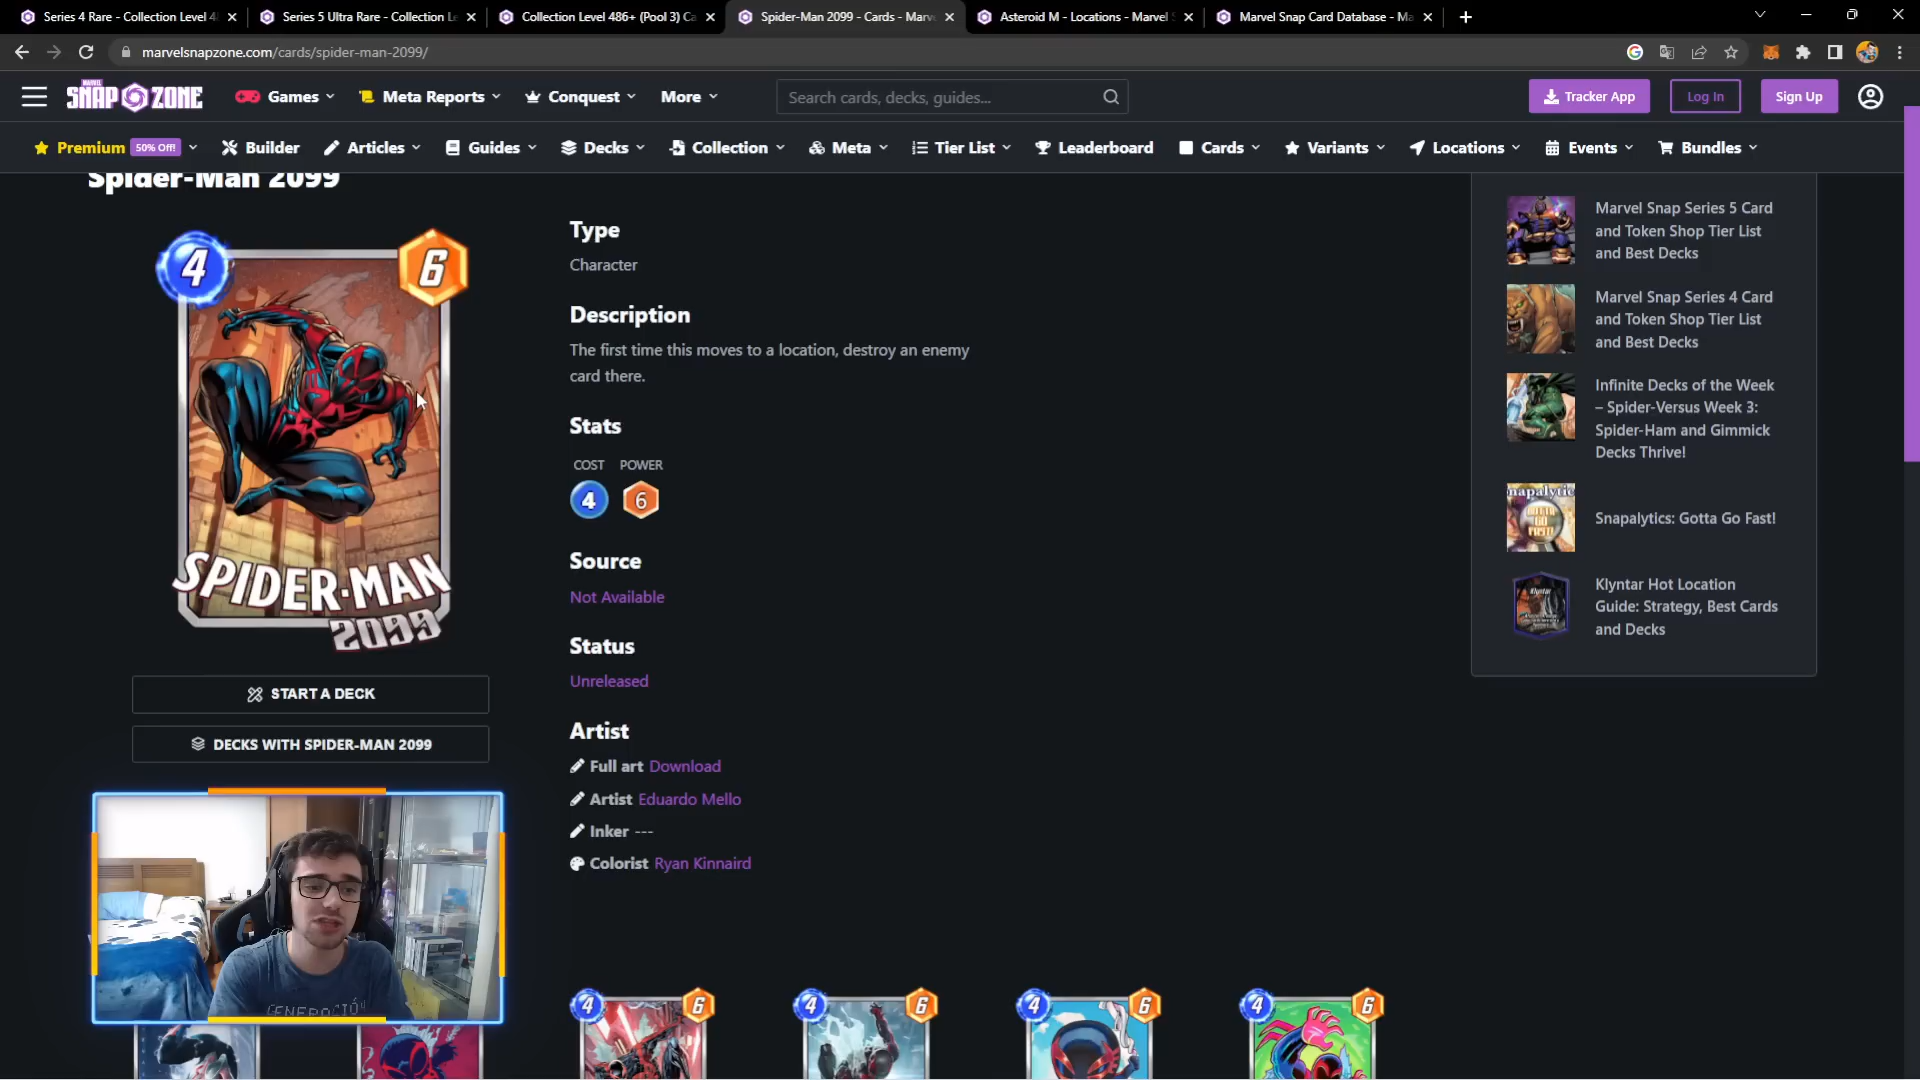 Series 4 Rare - Collection Level 4
Series 5 Ultra Rare - Collection Le
Collection Level 486+ (Pool 3) Ca
Spider-Man 2099 - Cards - Marve
Asteroid M - Locations - Marvel S
Marvel Snap Card Database - Ma
marvelsnapzone.com/cards/spider-man-2099/
MARVEL SNAP ZONE
Games
Meta Reports
Conquest
More
Search cards, decks, guides...
Tracker App
Log In
Sign Up
Premium 50% Off!
Builder
Articles
Guides
Decks
Collection
Meta
Tier List
Leaderboard
Cards
Variants
Locations
Events
Bundles
Spider-Man 2099
4
6
SPIDER-MAN
2099
START A DECK
DECKS WITH SPIDER-MAN 2099
Type
Character
Description
The first time this moves to a location, destroy an enemy
card there.
Stats
COST POWER
4 6
Source
Not Available
Status
Unreleased
Artist
Full art Download
Artist Eduardo Mello
Inker ---
Colorist Ryan Kinnaird
Marvel Snap Series 5 Card
and Token Shop Tier List
and Best Decks
Marvel Snap Series 4 Card
and Token Shop Tier List
and Best Decks
Infinite Decks of the Week
– Spider-Versus Week 3:
Spider-Ham and Gimmick
Decks Thrive!
Snapalytics: Gotta Go Fast!
Klyntar Hot Location
Guide: Strategy, Best Cards
and Decks
GENERACIÓ
4 6
4 6
4 6
4 6